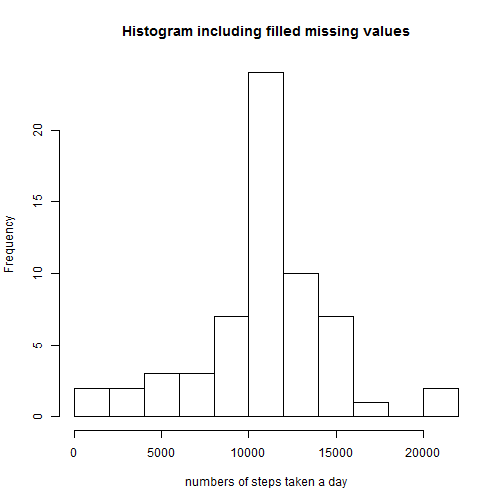 Histogram including filled missing values
Frequency
20
15
10
5
0
0 5000 10000 15000 20000
numbers of steps taken a day